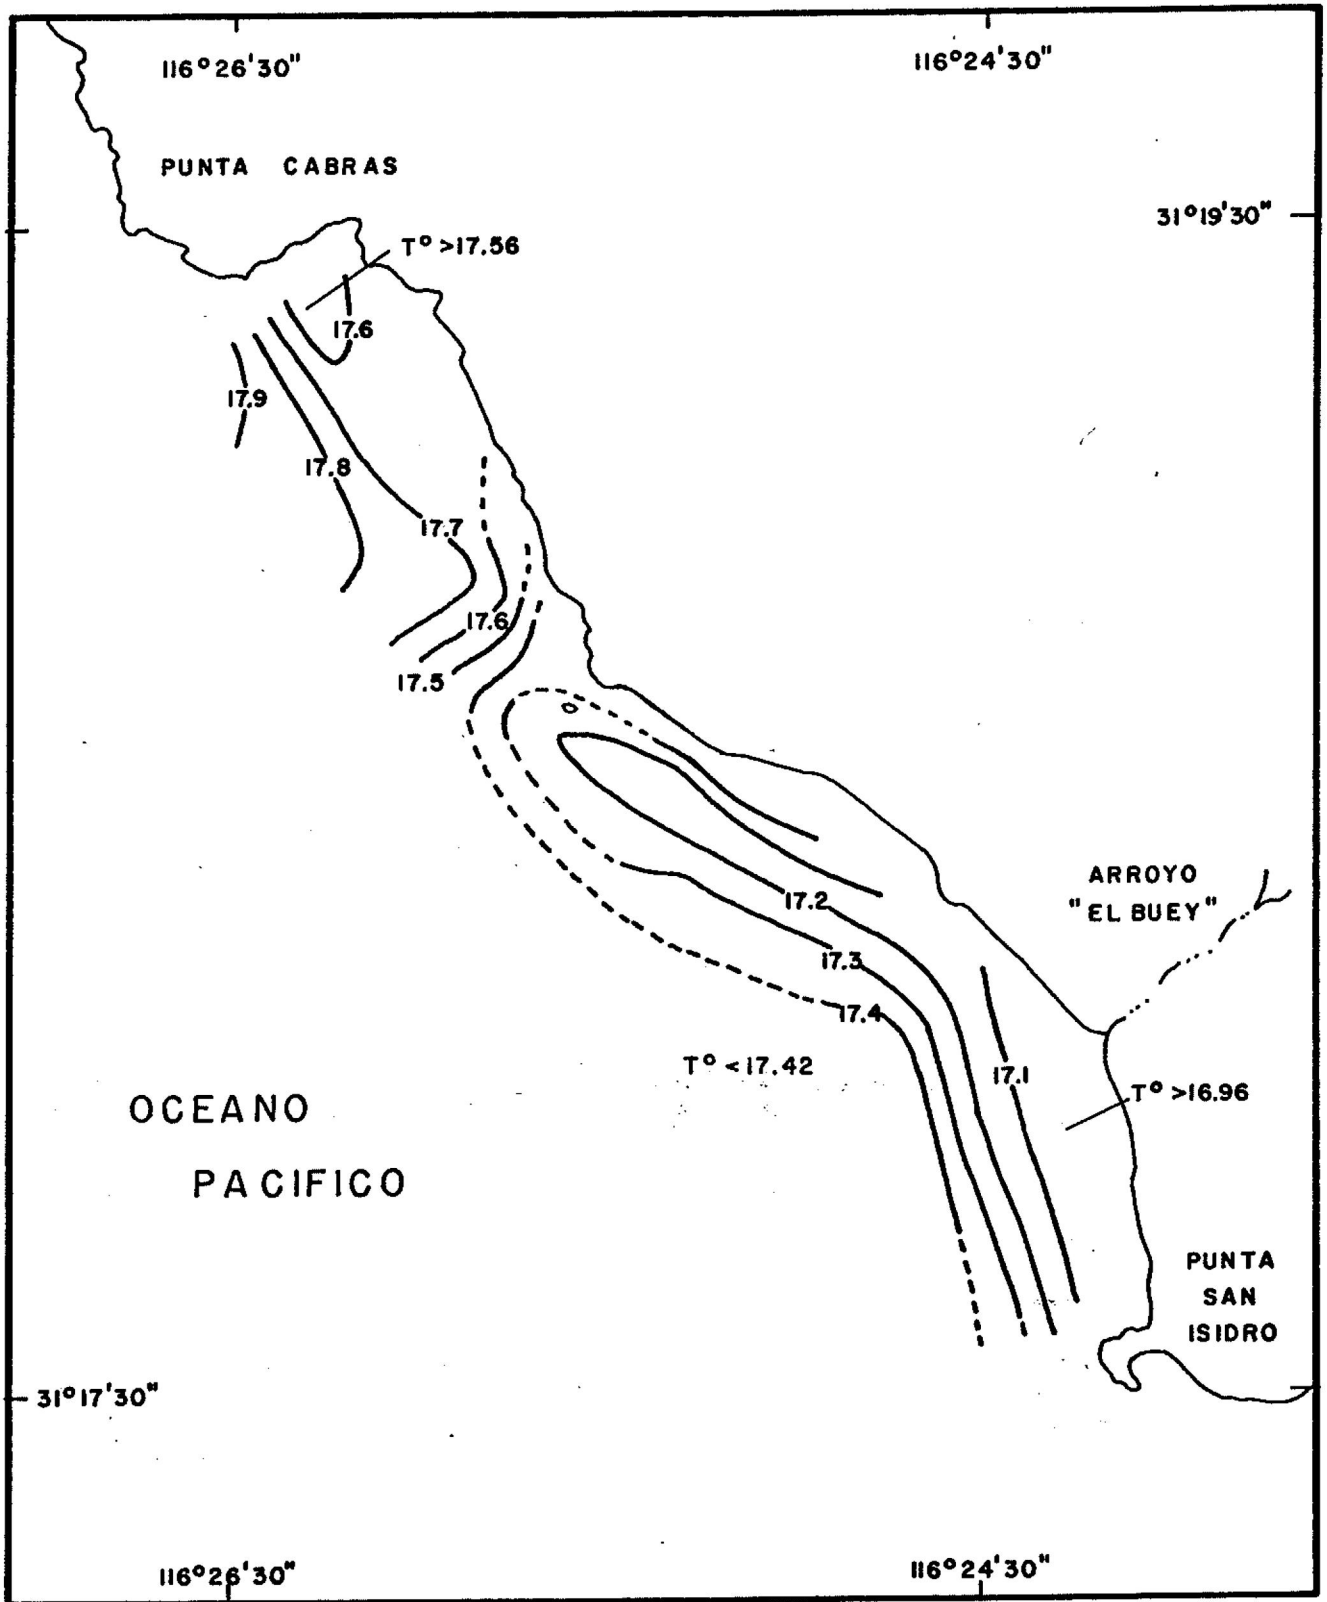 116°26'30"
116°24'30"
PUNTA CABRAS
31°19'30"
T° >17.56
17.6
17.9
17.8
17.7
17.6
17.5
17.2
17.3
17.4
ARROYO
"EL BUEY"
T° <17.42
17.1
T° >16.96
OCEANO
PACIFICO
PUNTA
SAN
ISIDRO
31°17'30"
116°26'30"
116°24'30"